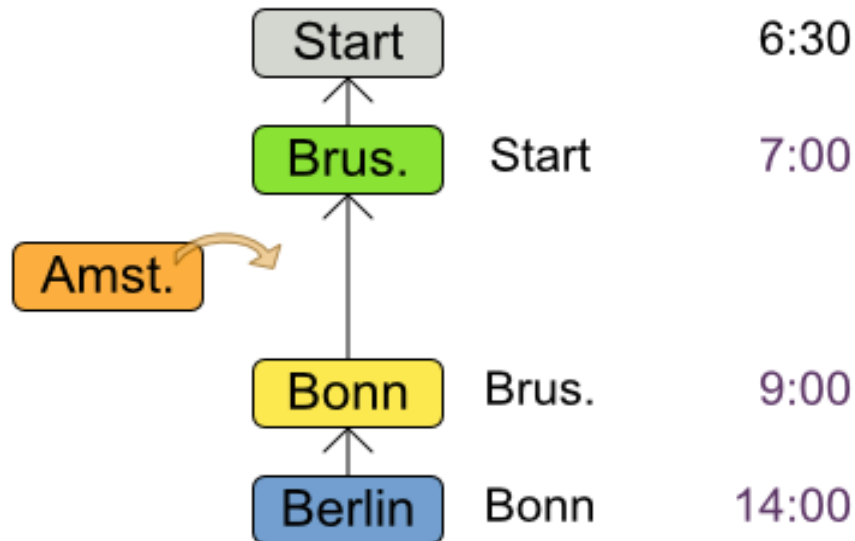 Start 6:30
Brus. Start 7:00
Amst.
Bonn Brus. 9:00
Berlin Bonn 14:00